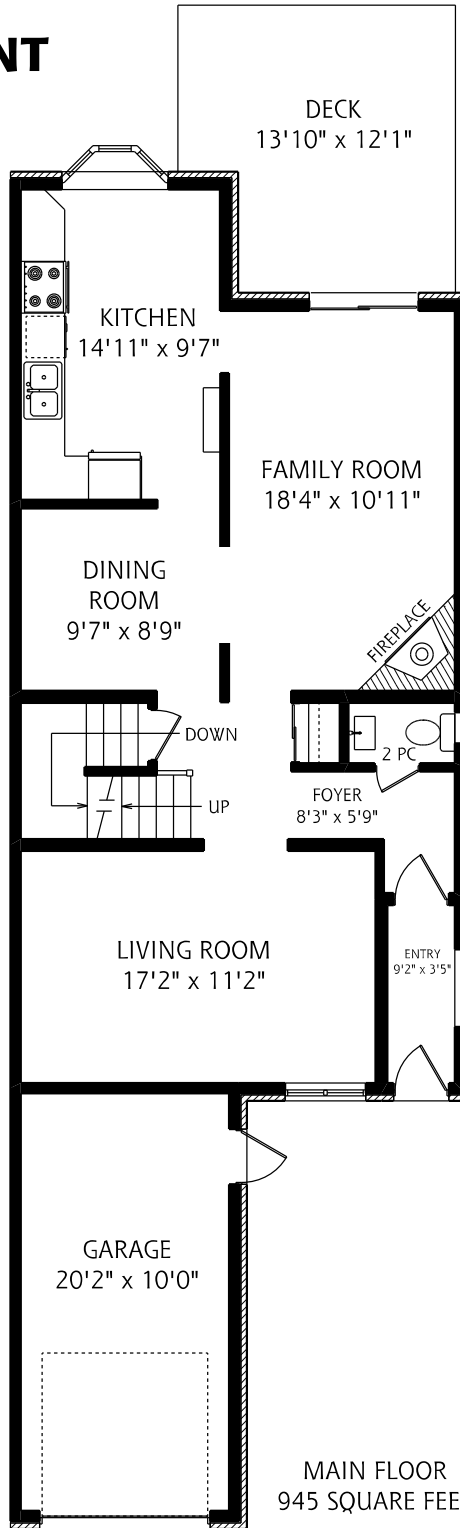 NT
DECK
13'10" x 12'1"
KITCHEN
14'11" x 9'7"
FAMILY ROOM
18'4" x 10'11"
DINING
ROOM
9'7" x 8'9"
FIREPLACE
DOWN
2 PC
UP
FOYER
8'3" x 5'9"
LIVING ROOM
17'2" x 11'2"
ENTRY
9'2" x 3'5"
GARAGE
20'2" x 10'0"
MAIN FLOOR
945 SQUARE FEE